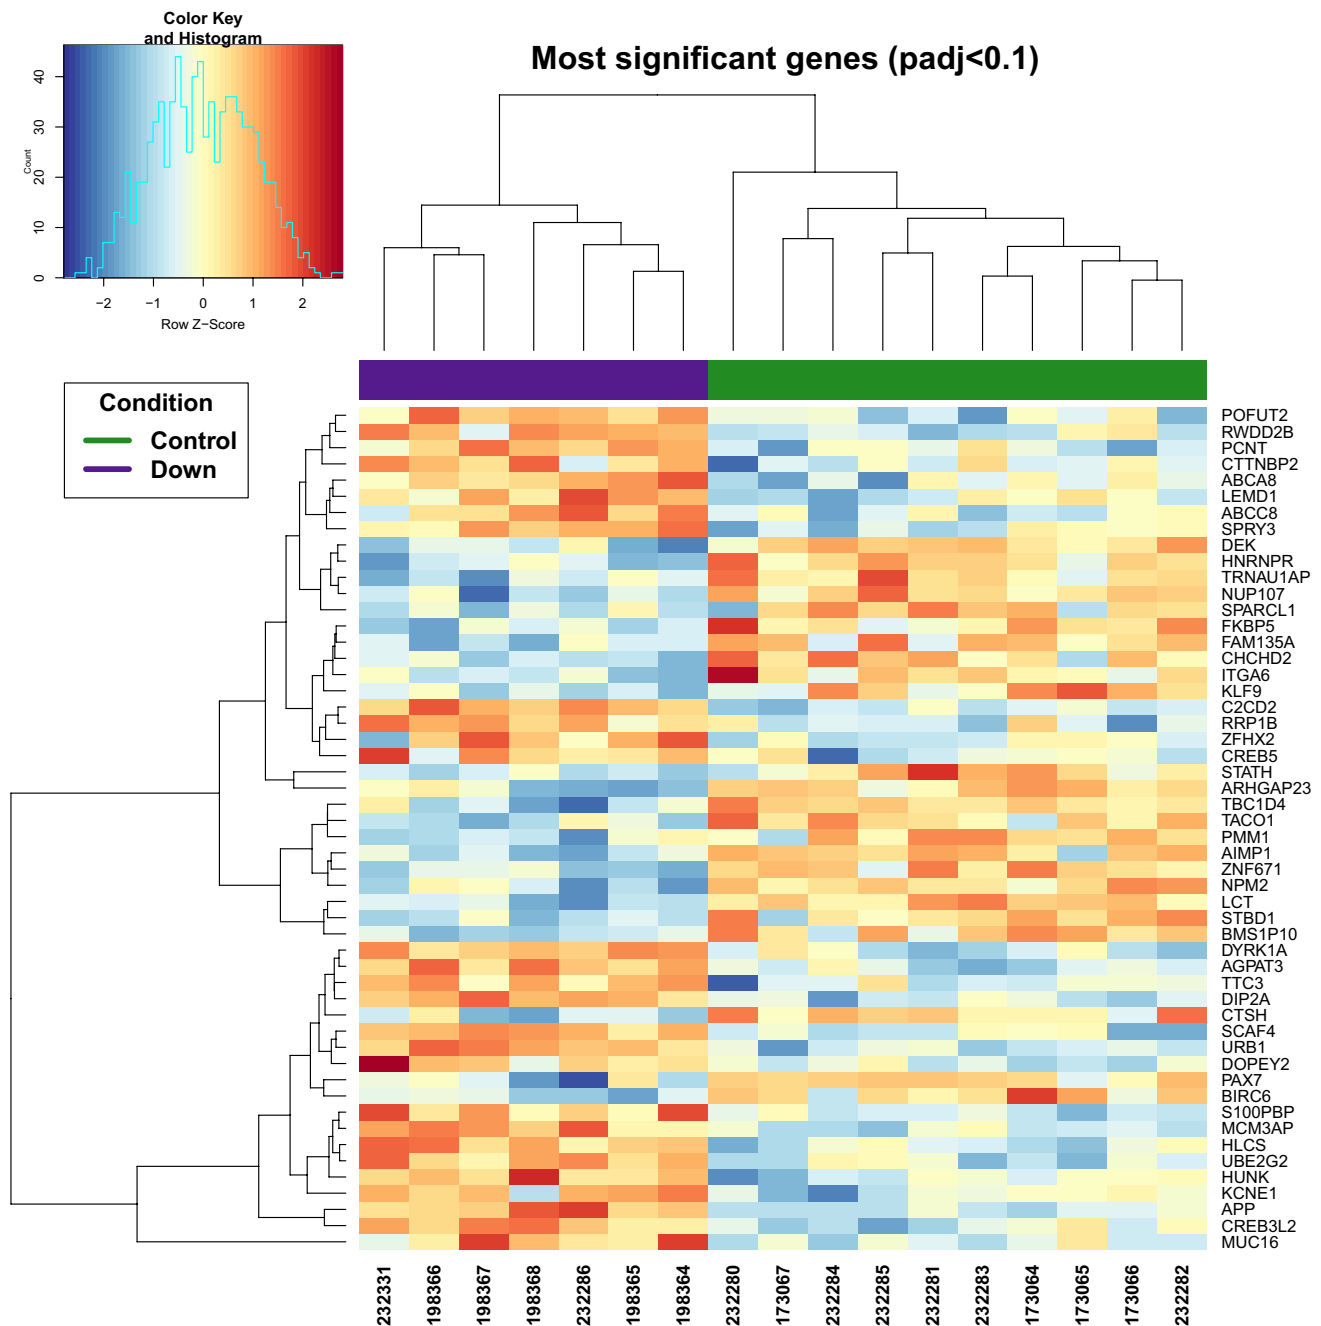 Color Key
and Histogram
Most significant genes (padj<0.1)
Count
0
10
20
30
40
−2
−1
0
1
2
Row Z−Score
Condition
Control
Down
POFUT2
RWDD2B
PCNT
CTTNBP2
ABCA8
LEMD1
ABCC8
SPRY3
DEK
HNRNPR
TRNAU1AP
NUP107
SPARCL1
FKBP5
FAM135A
CHCHD2
ITGA6
KLF9
C2CD2
RRP1B
ZFHX2
CREB5
STATH
ARHGAP23
TBC1D4
TACO1
PMM1
AIMP1
ZNF671
NPM2
LCT
STBD1
BMS1P10
DYRK1A
AGPAT3
TTC3
DIP2A
CTSH
SCAF4
URB1
DOPEY2
PAX7
BIRC6
S100PBP
MCM3AP
HLCS
UBE2G2
HUNK
KCNE1
APP
CREB3L2
MUC16
232331
198366
198367
198368
232286
198365
198364
232280
173067
232284
232285
232281
232283
173064
173065
173066
232282